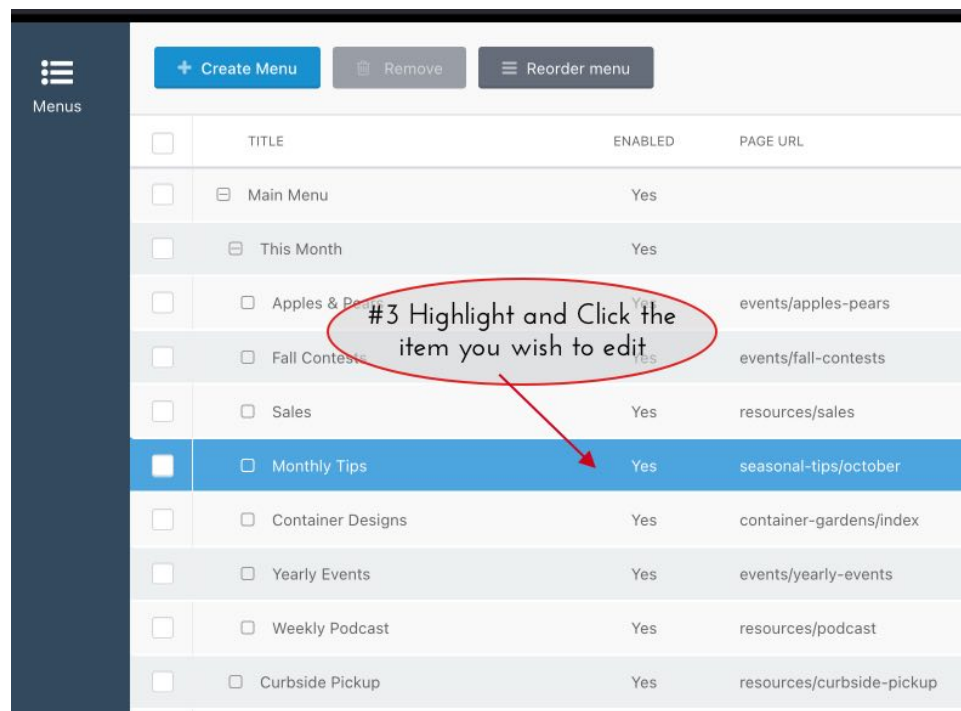 Menus
Create Menu Remove Reorder menu
TITLE ENABLED PAGE URL
Main Menu Yes
This Month Yes
Apples & Pears Yes events/apples-pears
#3 Highlight and Click the
item you wish to edit
Fall Contests Yes events/fall-contests
Sales Yes resources/sales
Monthly Tips Yes seasonal-tips/october
Container Designs Yes container-gardens/index
Yearly Events Yes events/yearly-events
Weekly Podcast Yes resources/podcast
Curbside Pickup Yes resources/curbside-pickup